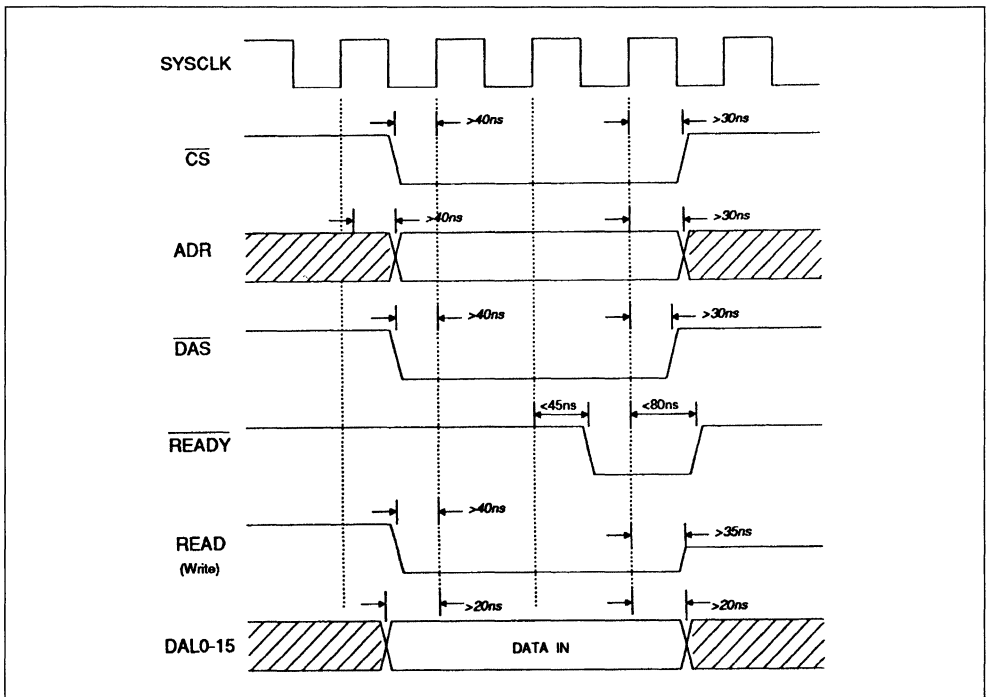 SYSCLK
>40ns >30ns
CS
>40ns >30ns
ADR
>40ns >30ns
DAS
<45ns <80ns
READY
>40ns
READ >35ns
(Write)
>20ns >20ns
DAL0-15 DATA IN